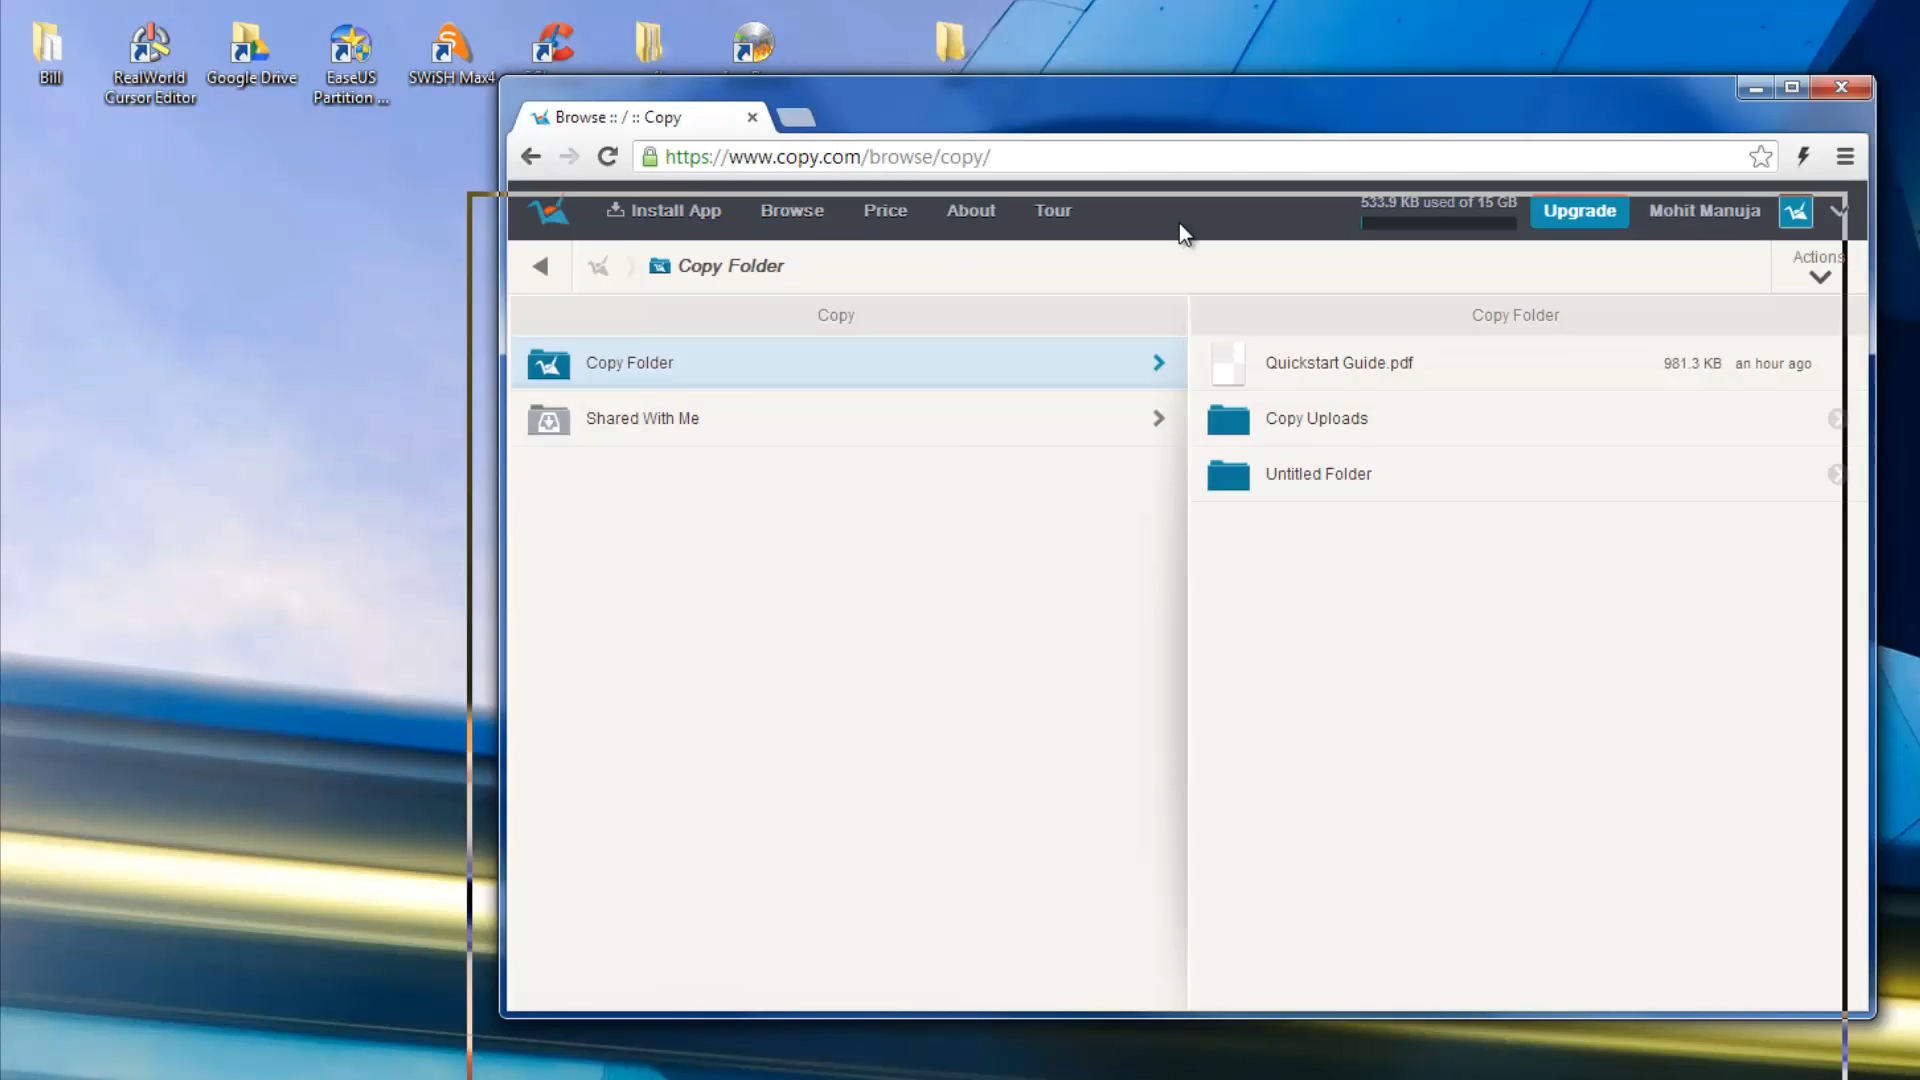 Bill
RealWorld
Cursor Editor
Google Drive
EaseUS
Partition ...
SWiSH Max4
Browse :: / :: Copy
https://www.copy.com/browse/copy/
Install App
Browse
Price
About
Tour
533.9 KB used of 15 GB
Upgrade
Mohit Manuja
Copy Folder
Actions
Copy
Copy Folder
Copy Folder
Quickstart Guide.pdf
981.3 KB
an hour ago
Shared With Me
Copy Uploads
Untitled Folder